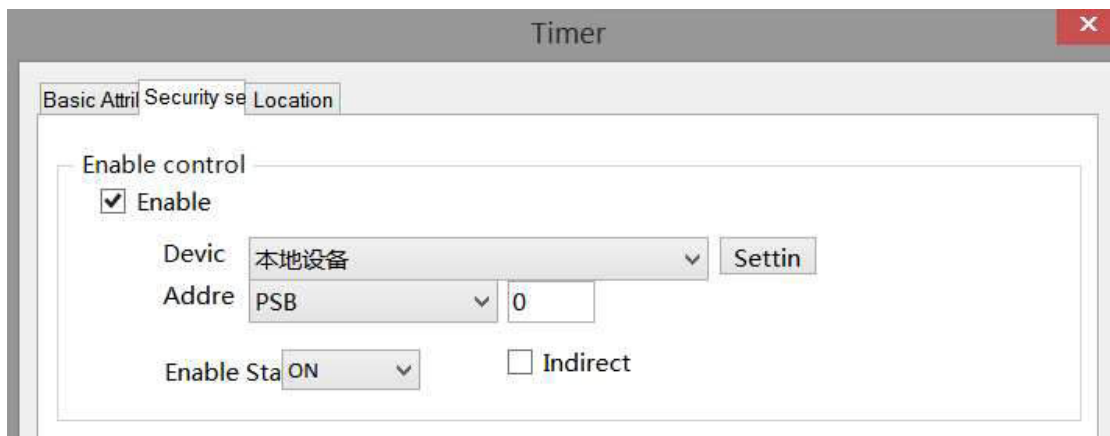 Timer
Basic Attril Security se Location
Enable control
Enable
Devic 本地设备 Settin
Addre PSB 0
Enable Sta ON Indirect